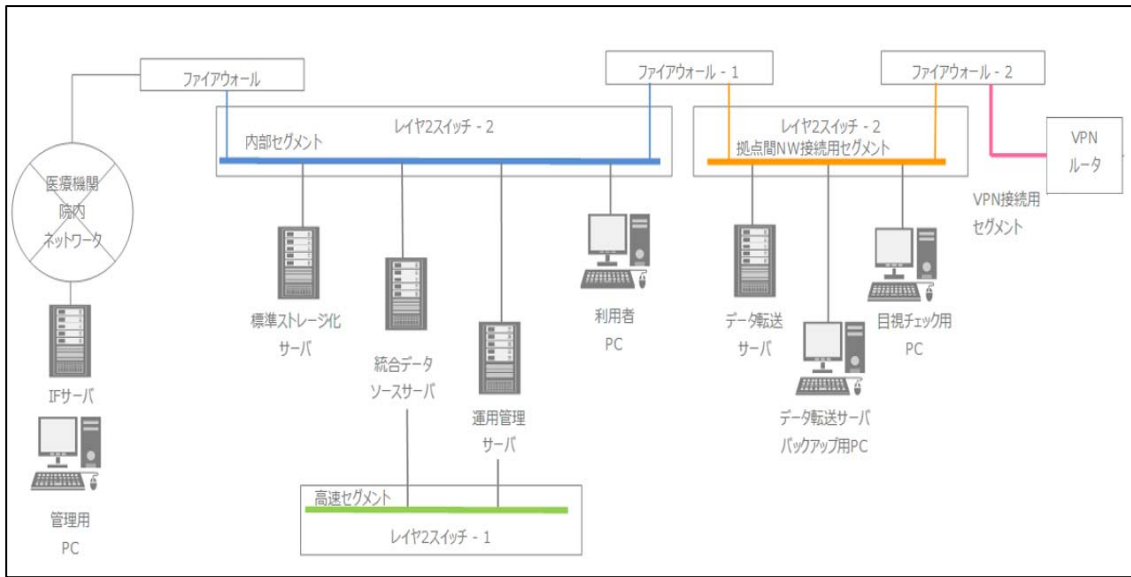 ファイアウォール
ファイアウォール - 1
ファイアウォール - 2
レイヤ2スイッチ - 2
内部セグメント
レイヤ2スイッチ - 2
拠点間NW接続用セグメント
VPN
ルータ
VPN接続用
セグメント
医療機関
院内
ネットワーク
標準ストレージ化
サーバ
統合データ
ソースサーバ
運用管理
サーバ
利用者
PC
データ転送
サーバ
データ転送サーバ
バックアップ用PC
目視チェック用
PC
IFサーバ
管理用
PC
高速セグメント
レイヤ2スイッチ - 1